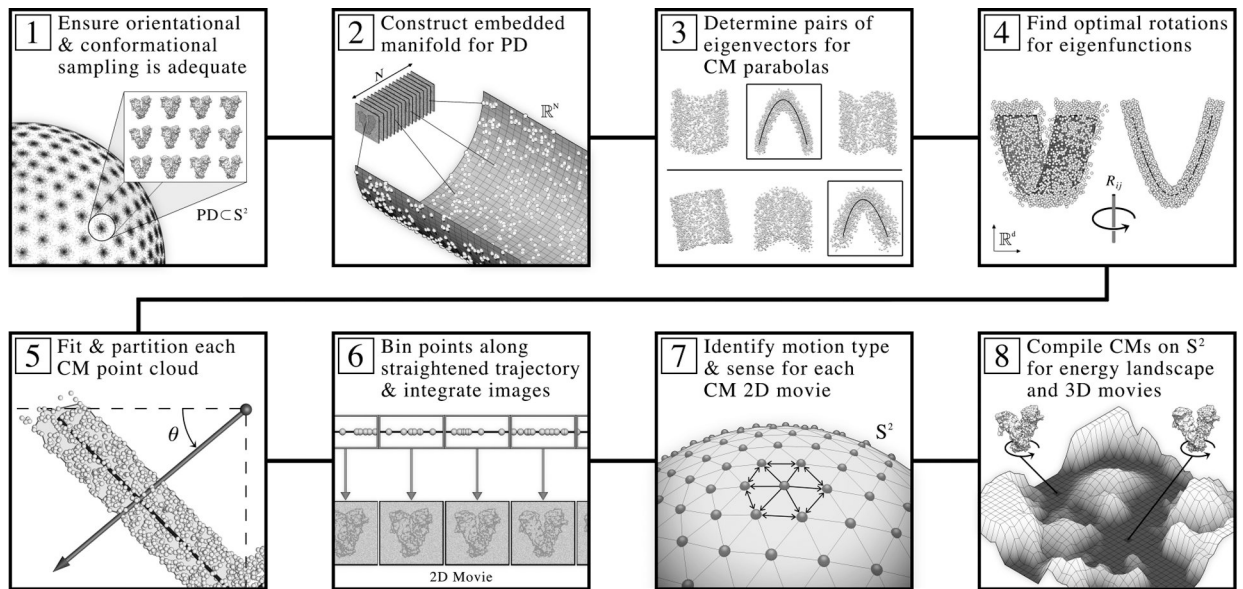 1
Ensure orientational
& conformational
sampling is adequate
PD⊂S²
2
Construct embedded
manifold for PD
N
ℝᴺ
3
Determine pairs of
eigenvectors for
CM parabolas
4
Find optimal rotations
for eigenfunctions
R_ij
ℝᵈ
5
Fit & partition each
CM point cloud
θ
6
Bin points along
straightened trajectory
& integrate images
2D Movie
7
Identify motion type
& sense for each
CM 2D movie
S²
8
Compile CMs on S²
for energy landscape
and 3D movies